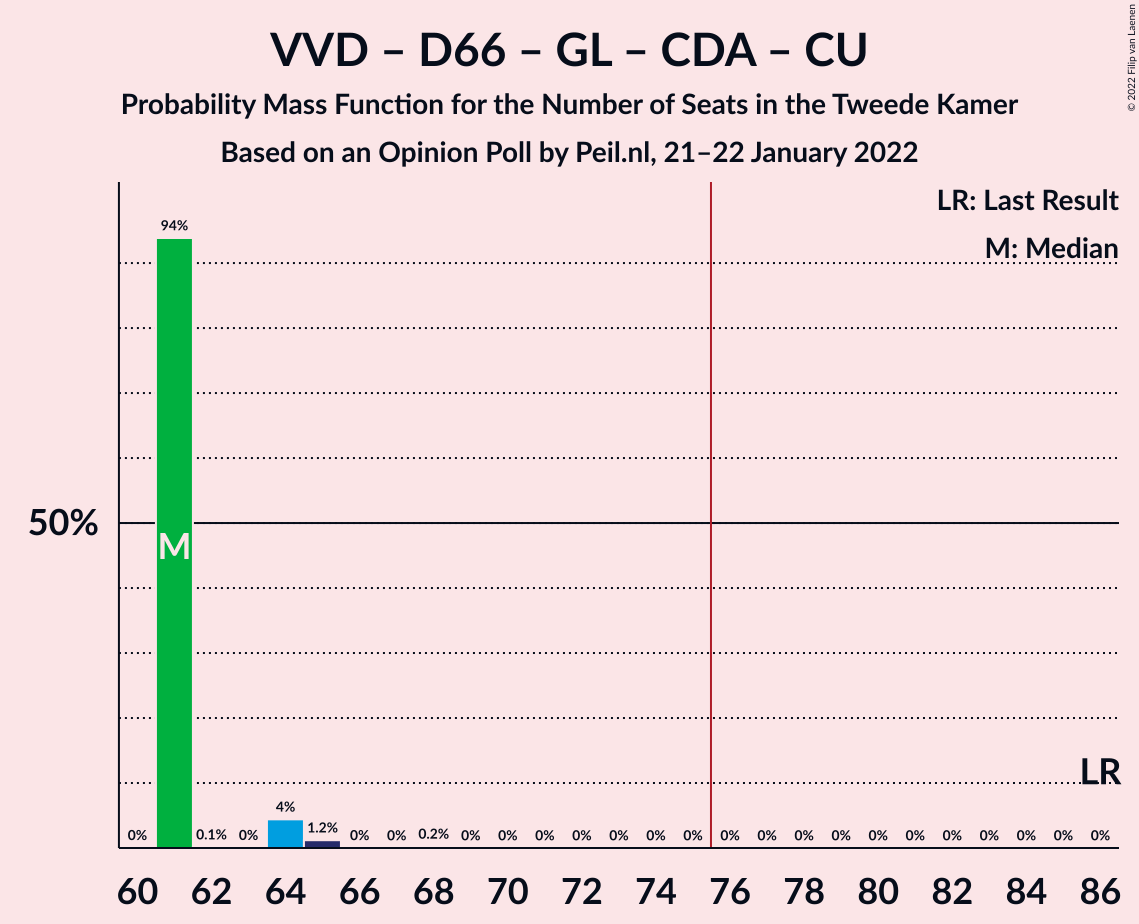 VVD – D66 – GL – CDA – CU
Probability Mass Function for the Number of Seats in the Tweede Kamer
Based on an Opinion Poll by Peil.nl, 21–22 January 2022
© 2022 Filip van Laenen
LR: Last Result
M: Median
94%
50%
M
LR
0% 0.1% 0% 4% 1.2% 0% 0% 0.2% 0% 0% 0% 0% 0% 0% 0% 0% 0% 0% 0% 0% 0% 0% 0% 0% 0% 0%
60 62 64 66 68 70 72 74 76 78 80 82 84 86